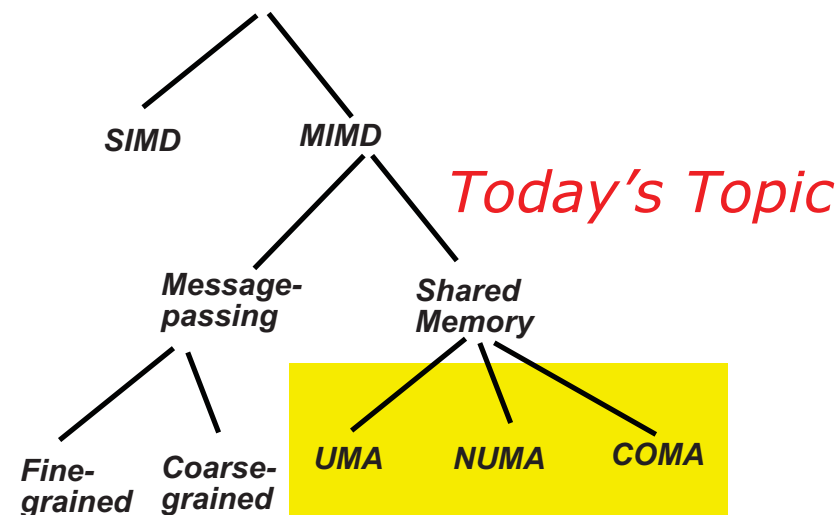 SIMD
MIMD
Today's Topic
Message-
passing
Shared
Memory
Fine-
grained
Coarse-
grained
UMA
NUMA
COMA